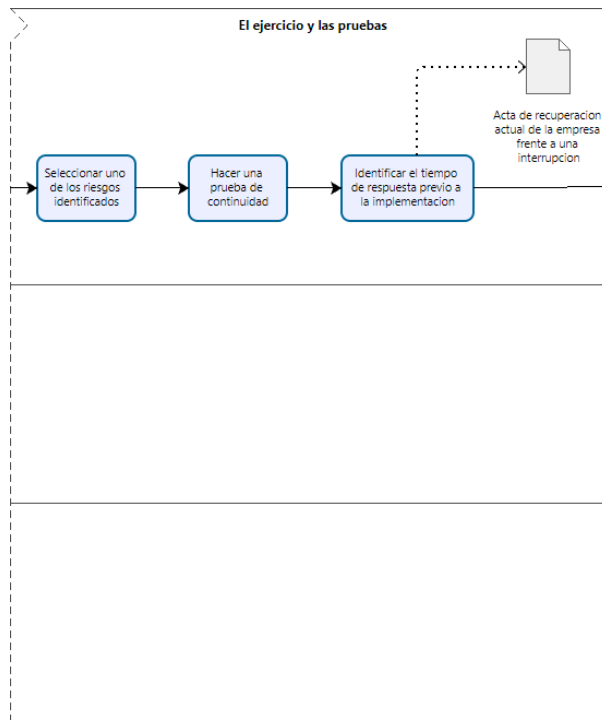 El ejercicio y las pruebas
Acta de recuperacion
actual de la empresa
frente a una
interrupcion
Seleccionar uno
de los riesgos
identificados
Hacer una
prueba de
continuidad
Identificar el tiempo
de respuesta previo a
la implementacion